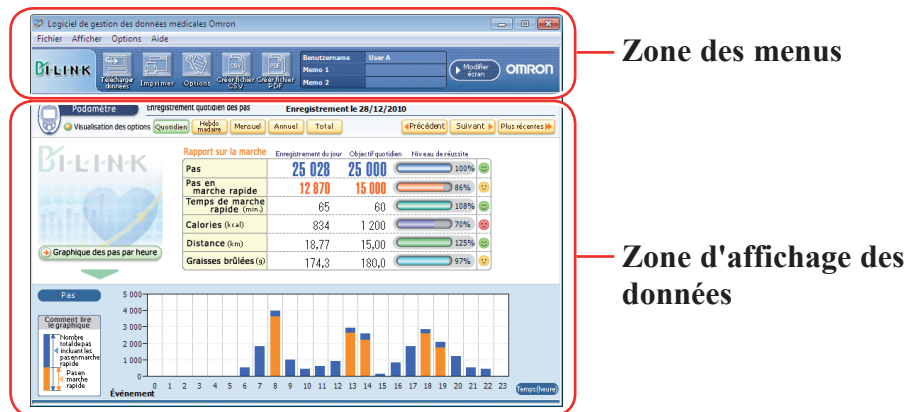 Logiciel de gestion des données médicales Omron
Fichier Afficher Options Aide
BI-LINK
Télécharger données
Imprimer
Options
Créer fichier CSV
Créer fichier PDF
Benutzername User A
Memo 1
Memo 2
Modifier écran
OMRON
Zone des menus
Podomètre
Enregistrement quotidien des pas
Enregistrement le 28/12/2010
Visualisation des options
Quotidien
Hebdo madaire
Mensuel
Annuel
Total
Précédent
Suivant
Plus récentes
BI-LINK
Rapport sur la marche Enregistrement du jour Objectif quotidien Niveau de réussite
Pas 25 028 25 000 100%
Pas en marche rapide 12 870 15 000 86%
Temps de marche rapide (min.) 65 60 108%
Calories (kcal) 834 1 200 70%
Distance (km) 18,77 15,00 125%
Graisses brûlées (g) 174,3 180,0 97%
Graphique des pas par heure
Zone d'affichage des
données
Pas
Comment lire
le graphique
Nombre
total de pas
incluant les
pas en marche
rapide
Pas en
marche
rapide
5 000
4 000
3 000
2 000
1 000
0
0 1 2 3 4 5 6 7 8 9 10 11 12 13 14 15 16 17 18 19 20 21 22 23
Temps(heure)
Événement